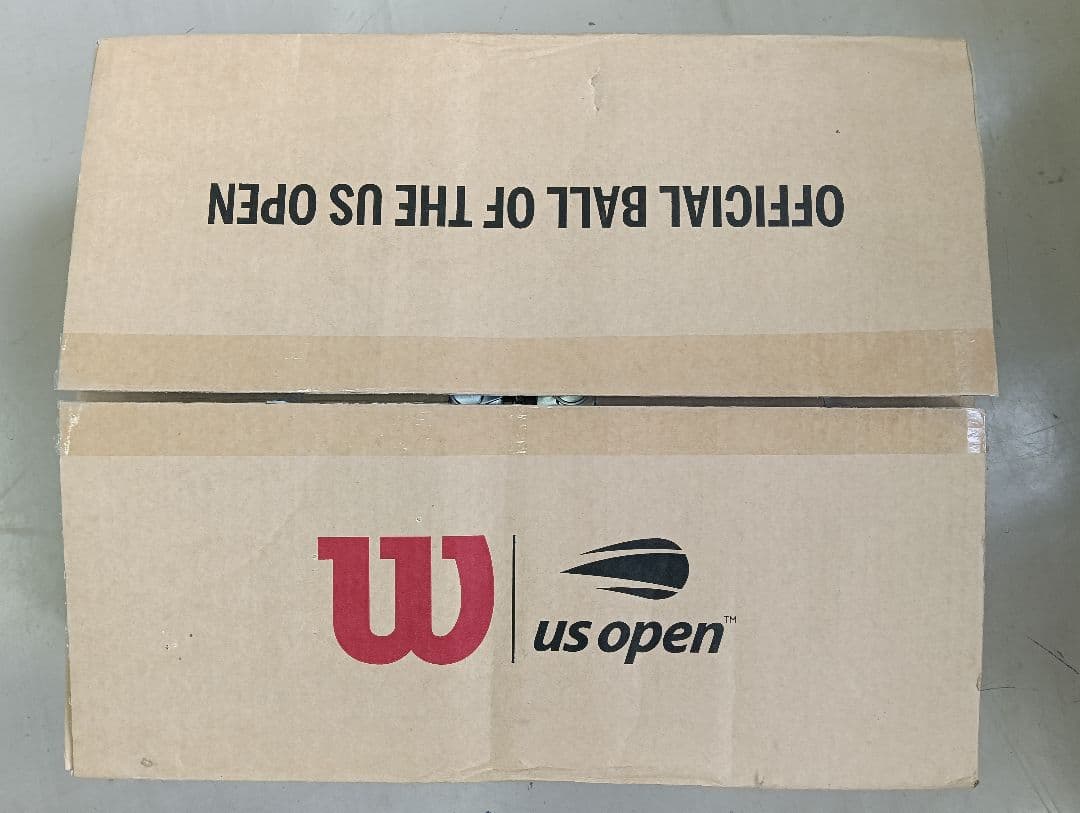 OFFICIAL BALL OF THE US OPEN
W
us open™